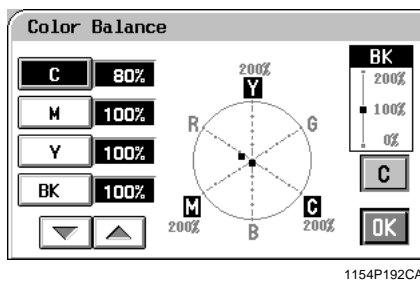 Color Balance
C 80%
M 100%
Y 100%
BK 100%
200%
Y
R
G
M
200%
B
C
200%
BK
200%
100%
0%
C
OK
1154P192CA